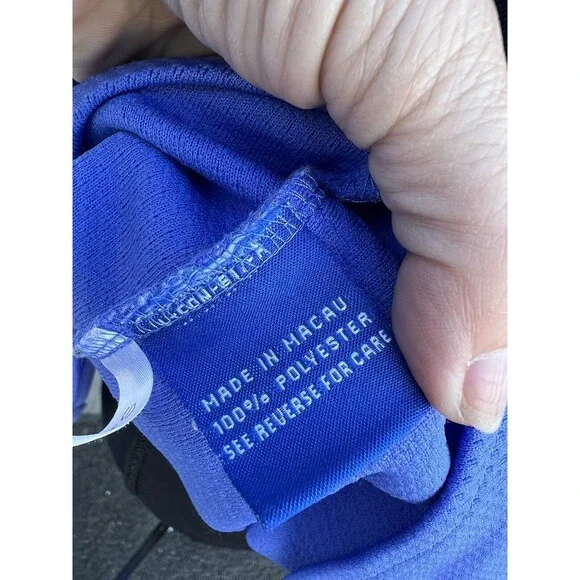 MADE IN MACAU
100% POLYESTER
SEE REVERSE FOR CARE